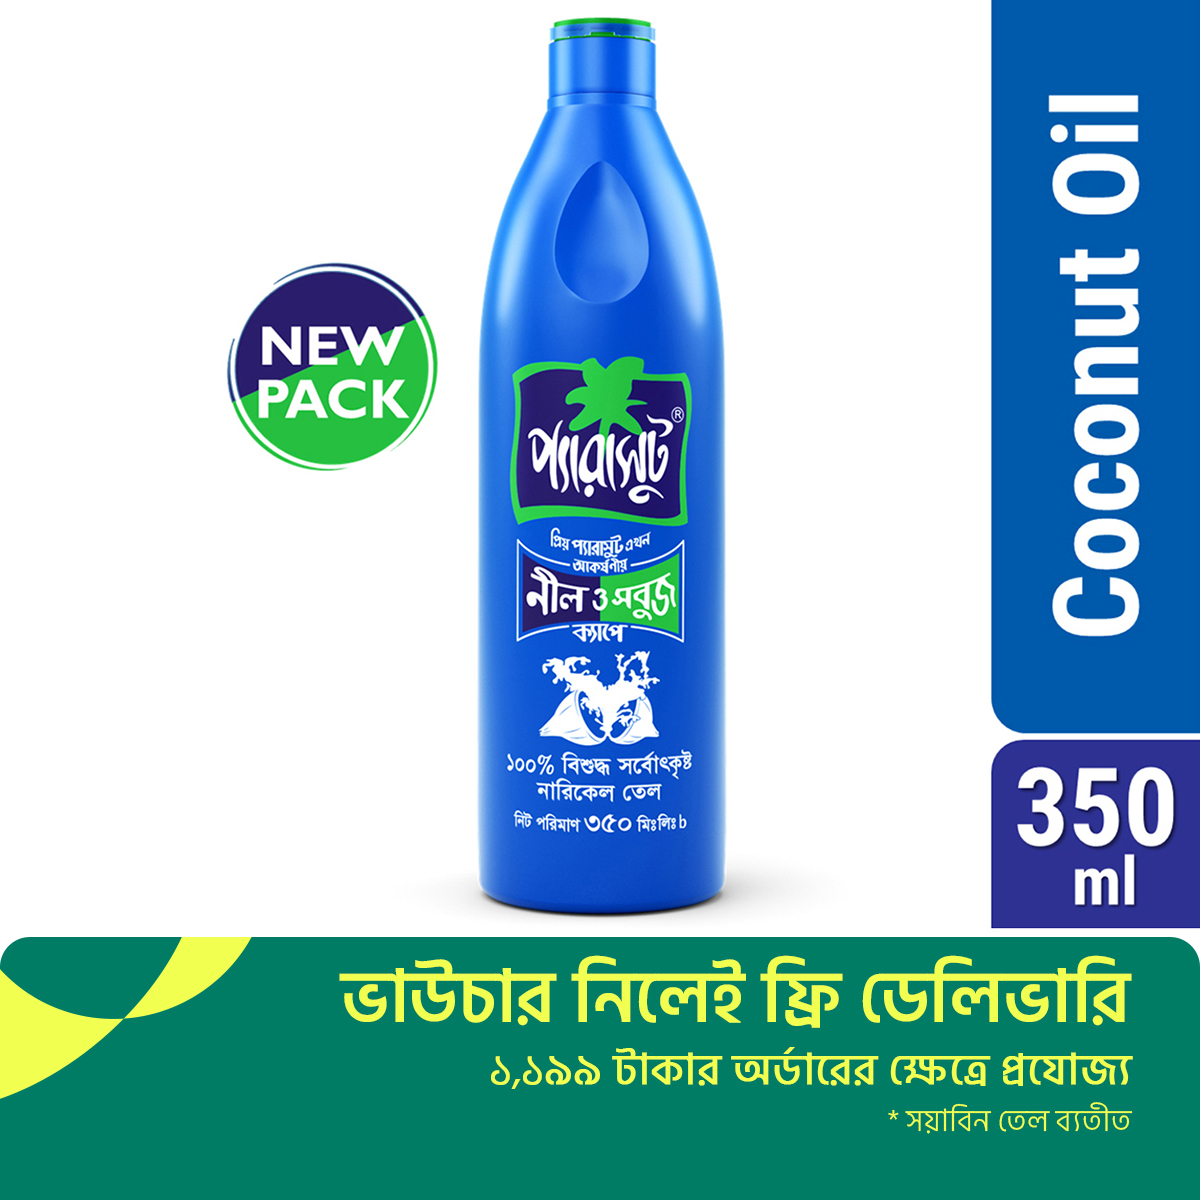 NEW
PACK
প্যারাসুট®
প্রিয় প্যারাসুট এখন
আকর্ষণীয়
নীল ও সবুজ
ক্যাপে
১০০% বিশুদ্ধ সর্বোৎকৃষ্ট
নারিকেল তেল
নিট পরিমাণ ৩৫০ মিঃলিঃ b
Coconut Oil
350
ml
ভাউচার নিলেই ফ্রি ডেলিভারি
১,১৯৯ টাকার অর্ডারের ক্ষেত্রে প্রযোজ্য
* সয়াবিন তেল ব্যতীত